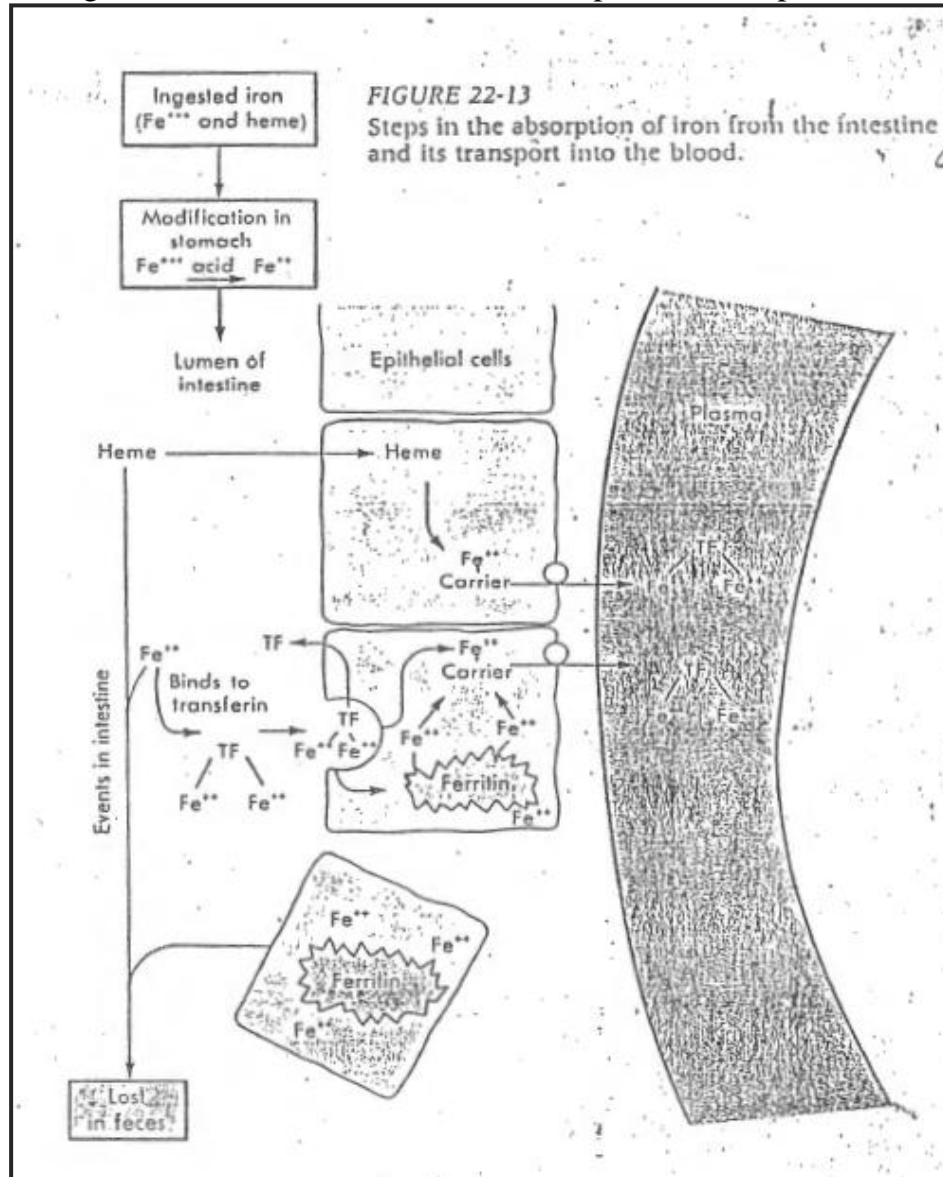 Ingested iron
(Fe+++ and heme)
FIGURE 22-13
Steps in the absorption of iron from the intestine
and its transport into the blood.
Modification in
stomach
Fe+++ acid Fe++
Lumen of
intestine
Epithelial cells
Plasma
Heme
Heme
Fe++
Carrier
TF
Fe++
TF
Fe++
Binds to
transferin
TF
Fe++ Fe++
TF
Fe++ Fe++
Fe++
Carrier
Fe++
Fe++
Ferritin
Fe++
TF
Fe++
Events in intestine
Fe++
Fe++
Ferritin
Fe++
Lost
in feces